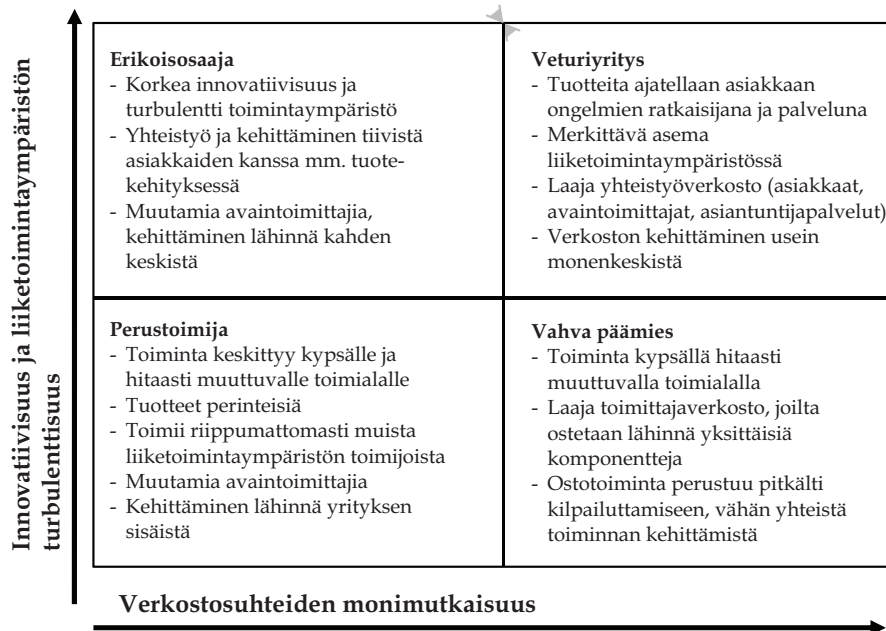 Innovatiivisuus ja liiketoimintaympäristön
turbulenttisuus
Erikoisosaaja
- Korkea innovatiivisuus ja
turbulentti toimintaympäristö
- Yhteistyö ja kehittäminen tiivistä
asiakkaiden kanssa mm. tuote-
kehityksessä
- Muutamia avaintoimittajia,
kehittäminen lähinnä kahden
keskistä
Veturiyritys
- Tuotteita ajatellaan asiakkaan
ongelmien ratkaisijana ja palveluna
- Merkittävä asema
liiketoimintaympäristössä
- Laaja yhteistyöverkosto (asiakkaat,
avaintoimittajat, asiantuntijapalvelut)
- Verkoston kehittäminen usein
monenkeskistä
Perustoimija
- Toiminta keskittyy kypsälle ja
hitaasti muuttuvalle toimialalle
- Tuotteet perinteisiä
- Toimii riippumattomasti muista
liiketoimintaympäristön toimijoista
- Muutamia avaintoimittajia
- Kehittäminen lähinnä yrityksen
sisäistä
Vahva päämies
- Toiminta kypsällä hitaasti
muuttuvalla toimialalla
- Laaja toimittajaverkosto, joilta
ostetaan lähinnä yksittäisiä
komponentteja
- Ostotoiminta perustuu pitkälti
kilpailuttamiseen, vähän yhteistä
toiminnan kehittämistä
Verkostosuhteiden monimutkaisuus